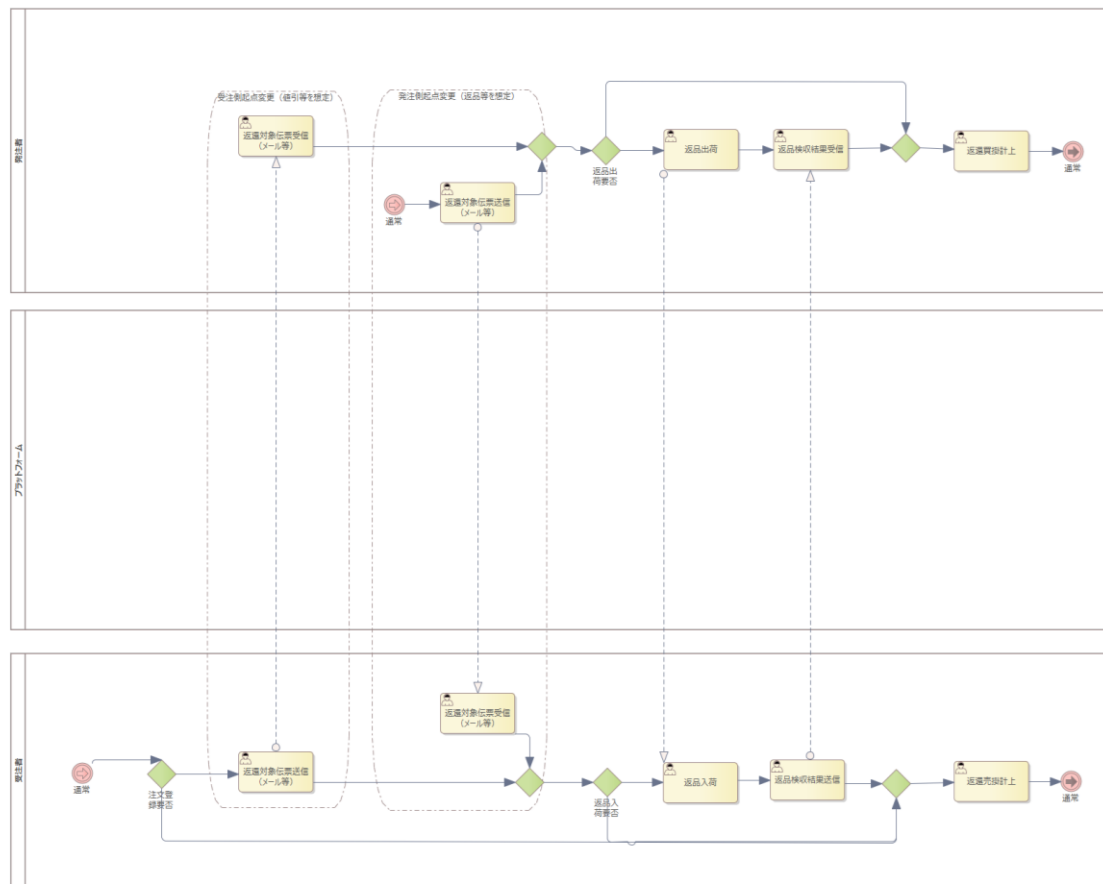 発注者
受注側起点変更（値引等を想定）
発注側起点変更（返品等を想定）
返還対象伝票受信
（メール等）
返還対象伝票送信
（メール等）
通常
返品出
荷要否
返品出荷
返品検収結果受信
返還買掛計上
通常
プラットフォーム
受注者
通常
注文登
録要否
返還対象伝票送信
（メール等）
返還対象伝票受信
（メール等）
返品入
荷要否
返品入荷
返品検収結果送信
返還売掛計上
通常